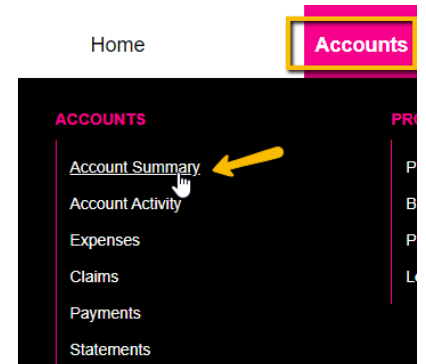 Home
Accounts
ACCOUNTS
Account Summary
Account Activity
Expenses
Claims
Payments
Statements